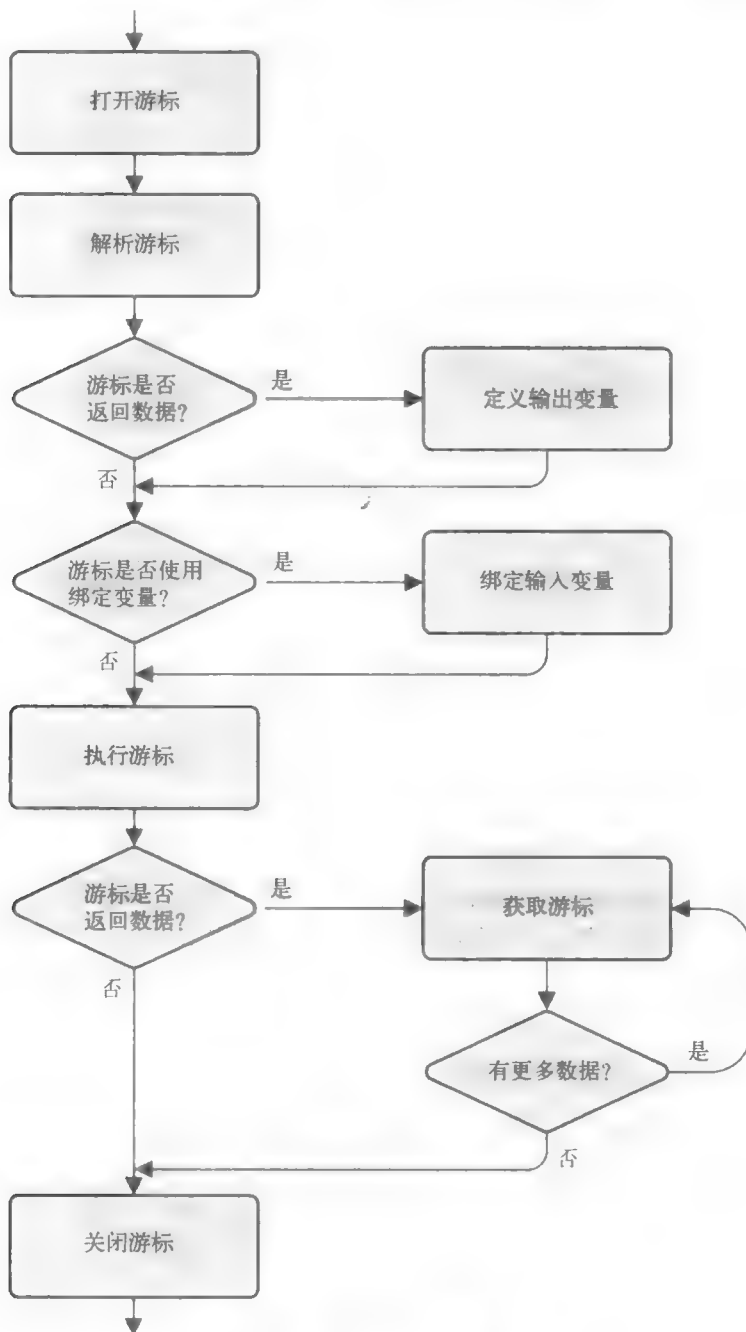 打开游标
解析游标
游标是否
返回数据?
是
定义输出变量
否
游标是否使用
绑定变量?
是
绑定输入变量
否
执行游标
游标是否
返回数据?
是
获取游标
否
有更多数据?
是
否
关闭游标